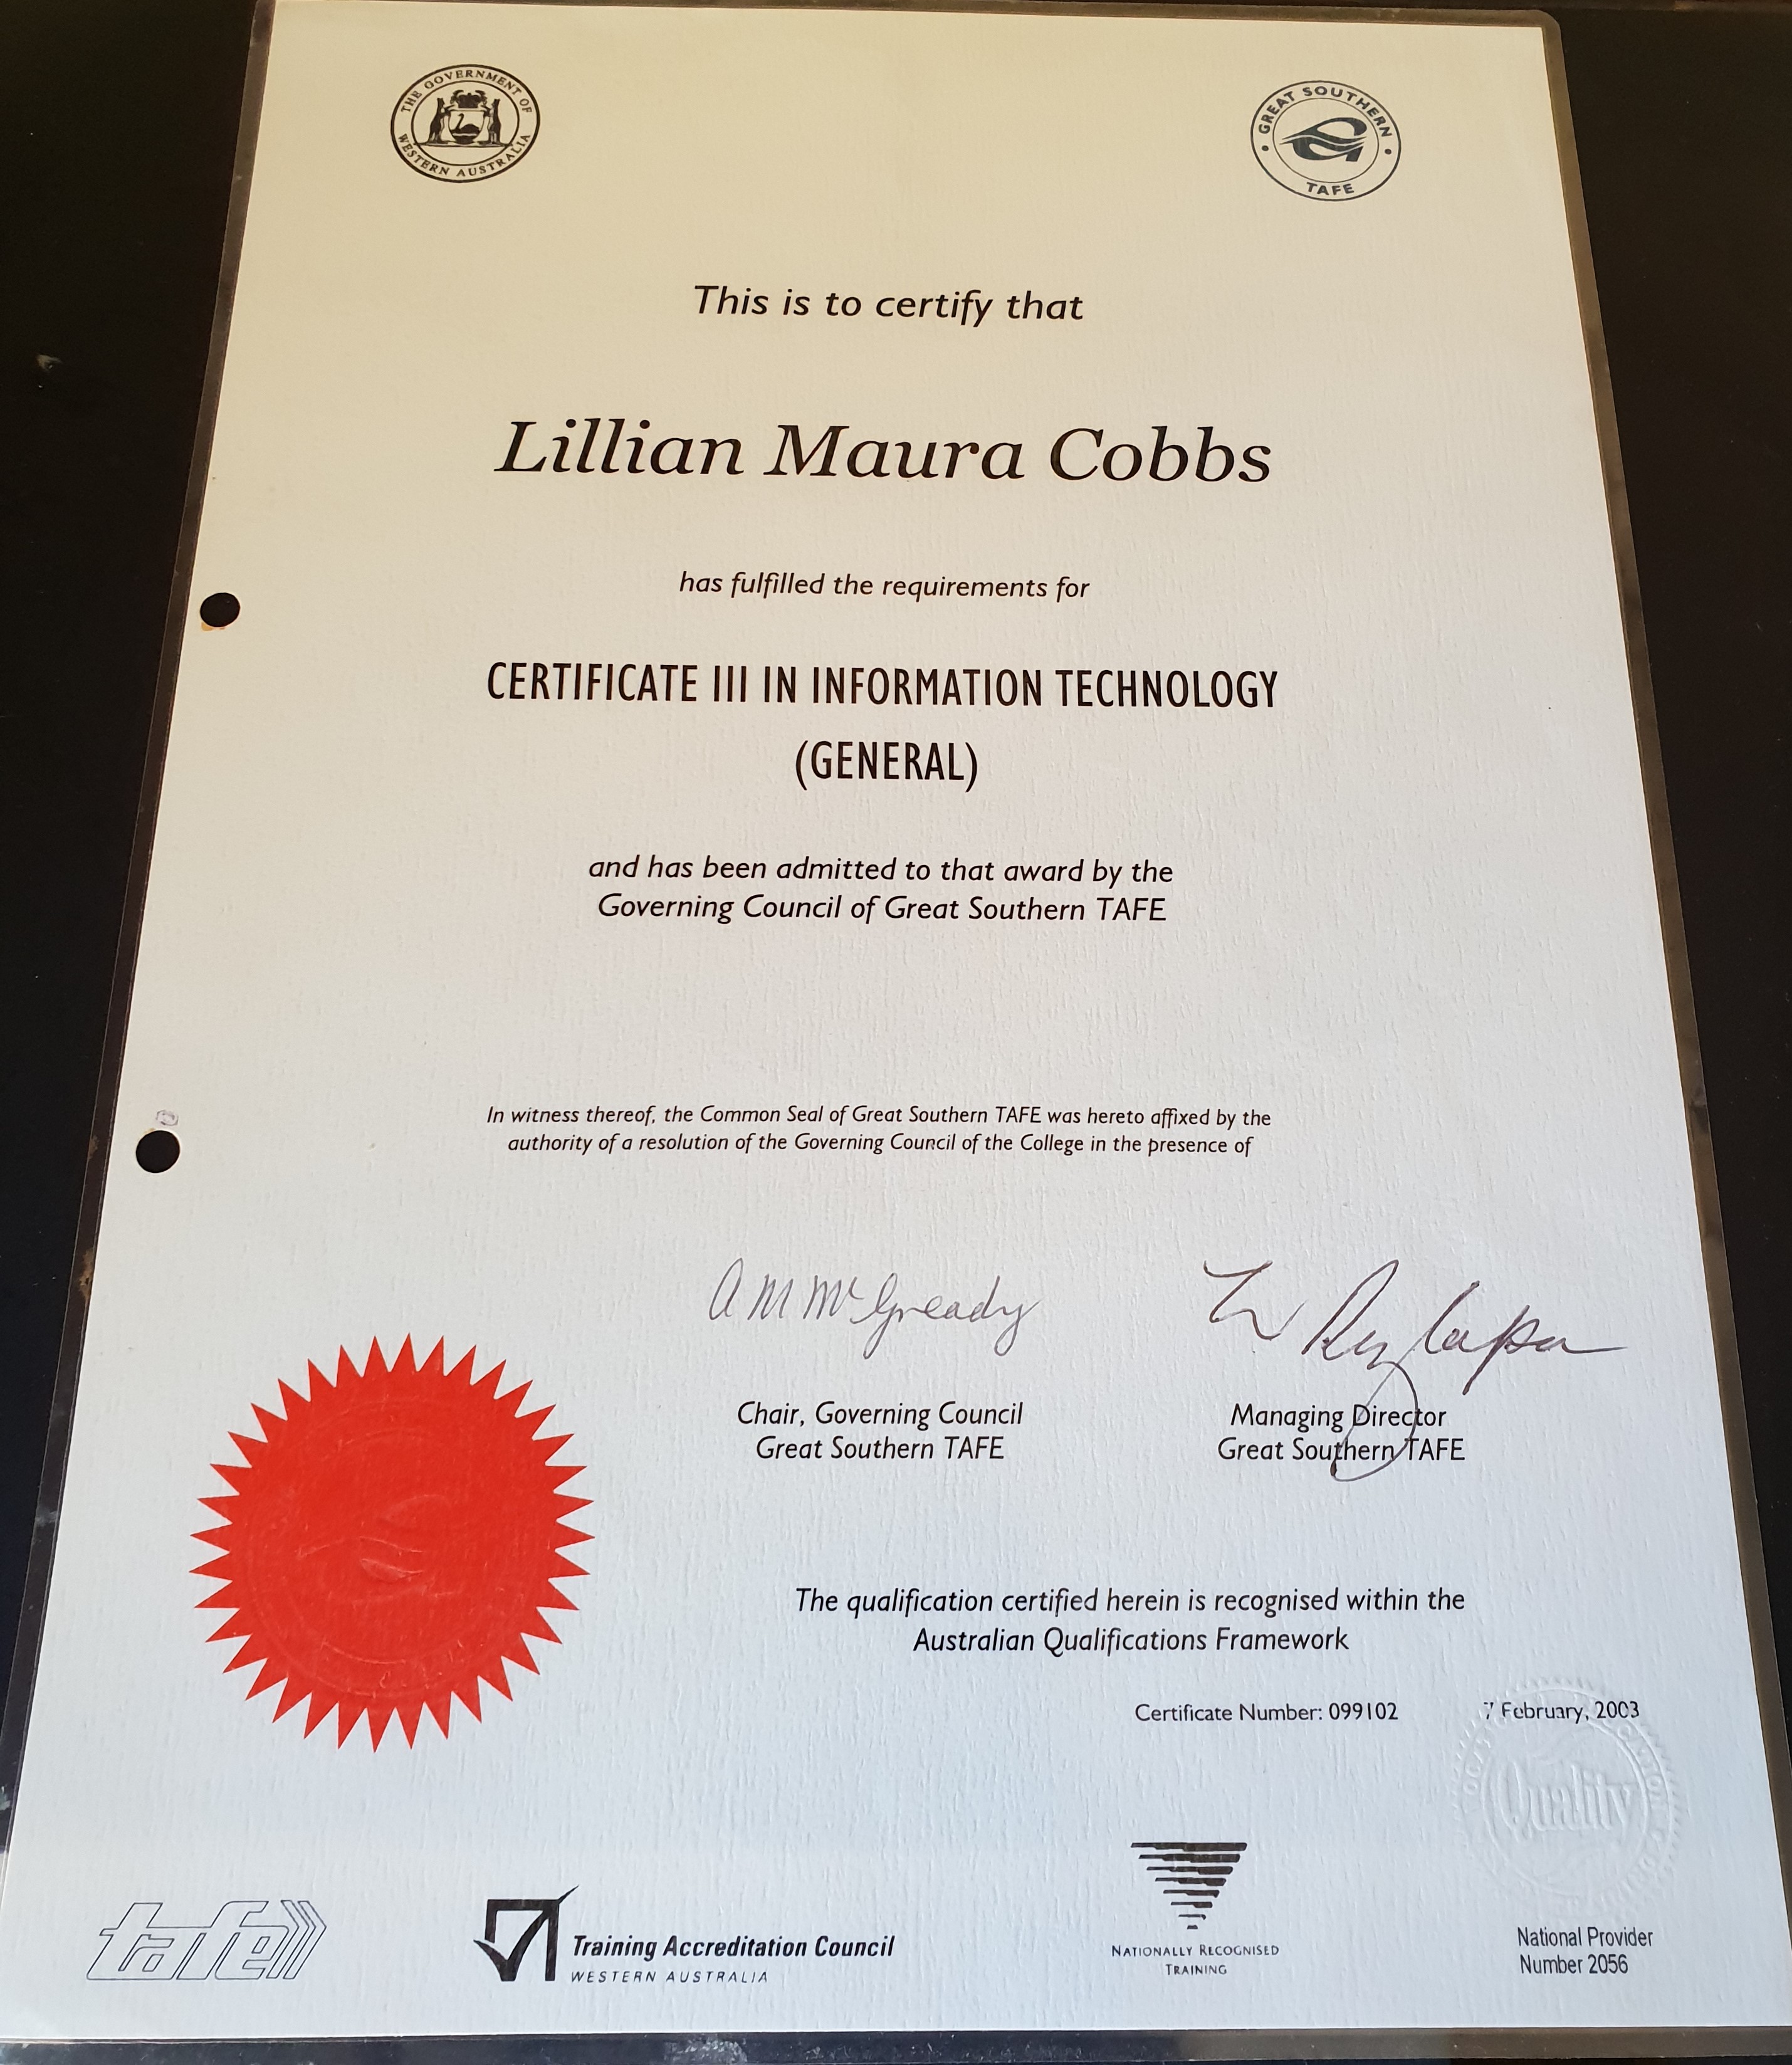 THE GOVERNMENT OF
WESTERN AUSTRALIA
GREAT SOUTHERN
TAFE
This is to certify that
Lillian Maura Cobbs
has fulfilled the requirements for
CERTIFICATE III IN INFORMATION TECHNOLOGY
(GENERAL)
and has been admitted to that award by the
Governing Council of Great Southern TAFE
In witness thereof, the Common Seal of Great Southern TAFE was hereto affixed by the
authority of a resolution of the Governing Council of the College in the presence of
A M McGready
Chair, Governing Council
Great Southern TAFE
Managing Director
Great Southern TAFE
The qualification certified herein is recognised within the
Australian Qualifications Framework
Certificate Number: 099102
7 February, 2003
Quality
tafe
Training Accreditation Council
WESTERN AUSTRALIA
NATIONALLY RECOGNISED
TRAINING
National Provider
Number 2056